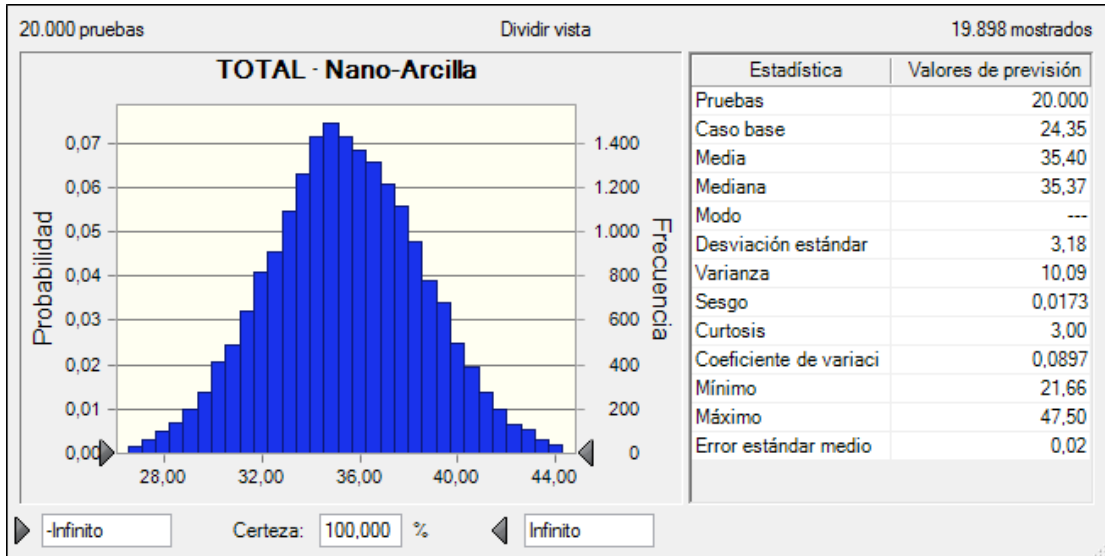 20.000 pruebas Dividir vista 19.898 mostrados
TOTAL - Nano-Arcilla
Probabilidad
0,07
0,06
0,05
0,04
0,03
0,02
0,01
0,00
28,00 32,00 36,00 40,00 44,00
1.400
1.200
1.000
800
600
400
200
0
Frecuencia
Estadística Valores de previsión
Pruebas 20.000
Caso base 24,35
Media 35,40
Mediana 35,37
Modo ---
Desviación estándar 3,18
Varianza 10,09
Sesgo 0,0173
Curtosis 3,00
Coeficiente de variaci 0,0897
Mínimo 21,66
Máximo 47,50
Error estándar medio 0,02
-Infinito Certeza: 100,000 % Infinito